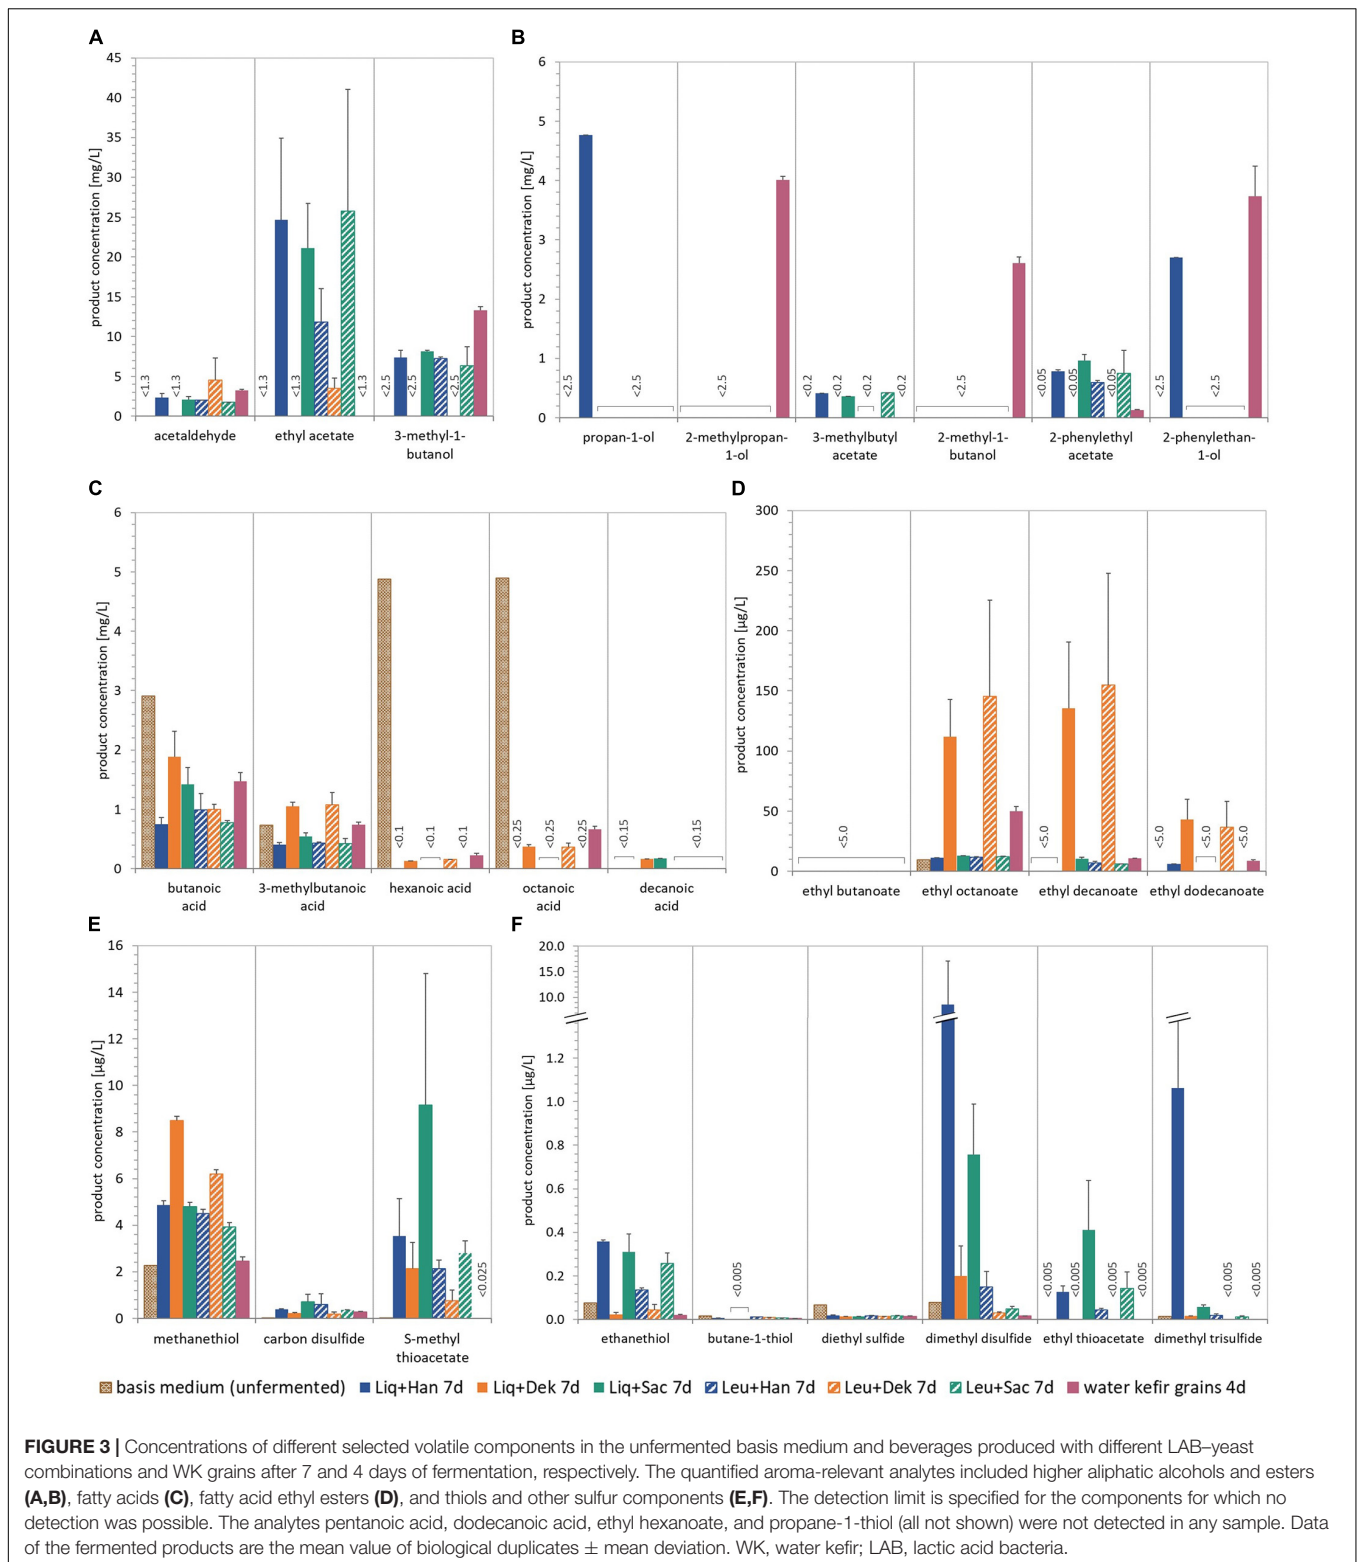 A
45
40
35
30
25
20
15
10
5
0
product concentration [mg/L]
<1.3
<1.3
<1.3
<1.3
<1.3
<2.5
<2.5
<2.5
acetaldehyde
ethyl acetate
3-methyl-1-
butanol
B
6
5
4
3
2
1
0
product concentration [mg/L]
<2.5
<2.5
<2.5
<0.2
<0.2
<0.2
<0.2
<2.5
<0.05
<0.05
<0.05
<2.5
<2.5
propan-1-ol
2-methylpropan-
1-ol
3-methylbutyl
acetate
2-methyl-1-
butanol
2-phenylethyl
acetate
2-phenylethan-
1-ol
C
6
5
4
3
2
1
0
product concentration [mg/L]
<0.1
<0.1
<0.1
<0.25
<0.25
<0.25
<0.15
<0.15
butanoic
acid
3-methylbutanoic
acid
hexanoic acid
octanoic
acid
decanoic
acid
D
300
250
200
150
100
50
0
product concentration [µg/L]
<5.0
<5.0
<5.0
<5.0
<5.0
ethyl butanoate
ethyl octanoate
ethyl decanoate
ethyl dodecanoate
E
16
14
12
10
8
6
4
2
0
product concentration [µg/L]
<0.025
methanethiol
carbon disulfide
S-methyl
thioacetate
F
20.0
15.0
10.0
1.2
1.0
0.8
0.6
0.4
0.2
0.0
product concentration [µg/L]
<0.005
<0.005
<0.005
<0.005
<0.005
<0.005
<0.005
ethanethiol
butane-1-thiol
diethyl sulfide
dimethyl disulfide
ethyl thioacetate
dimethyl trisulfide
basis medium (unfermented) Liq+Han 7d Liq+Dek 7d Liq+Sac 7d Leu+Han 7d Leu+Dek 7d Leu+Sac 7d water kefir grains 4d
FIGURE 3 | Concentrations of different selected volatile components in the unfermented basis medium and beverages produced with different LAB–yeast
combinations and WK grains after 7 and 4 days of fermentation, respectively. The quantified aroma-relevant analytes included higher aliphatic alcohols and esters
(A,B), fatty acids (C), fatty acid ethyl esters (D), and thiols and other sulfur components (E,F). The detection limit is specified for the components for which no
detection was possible. The analytes pentanoic acid, dodecanoic acid, ethyl hexanoate, and propane-1-thiol (all not shown) were not detected in any sample. Data
of the fermented products are the mean value of biological duplicates ± mean deviation. WK, water kefir; LAB, lactic acid bacteria.